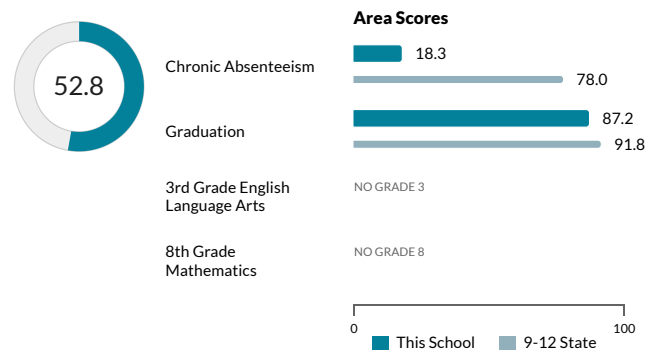 Area Scores
52.8
Chronic Absenteeism
18.3
78.0
Graduation
87.2
91.8
3rd Grade English
Language Arts
NO GRADE 3
8th Grade
Mathematics
NO GRADE 8
0
100
This School
9-12 State